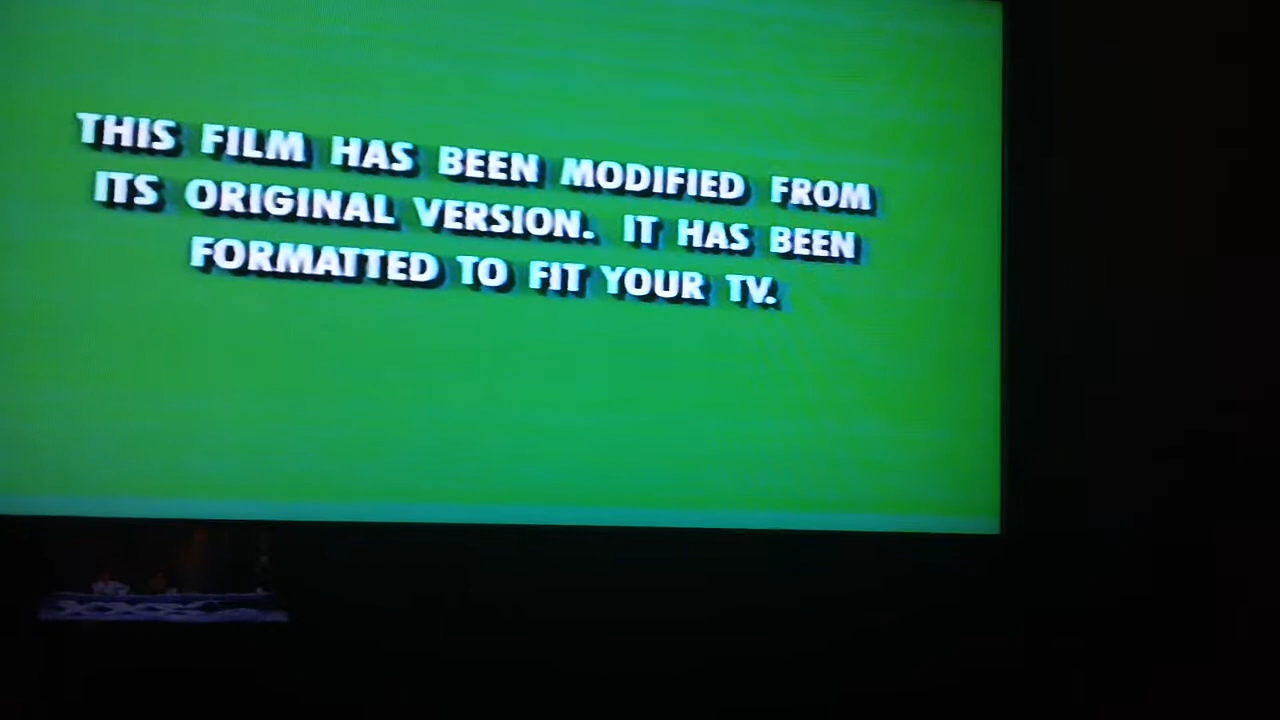 THIS FILM HAS BEEN MODIFIED FROM
ITS ORIGINAL VERSION. IT HAS BEEN
FORMATTED TO FIT YOUR TV.